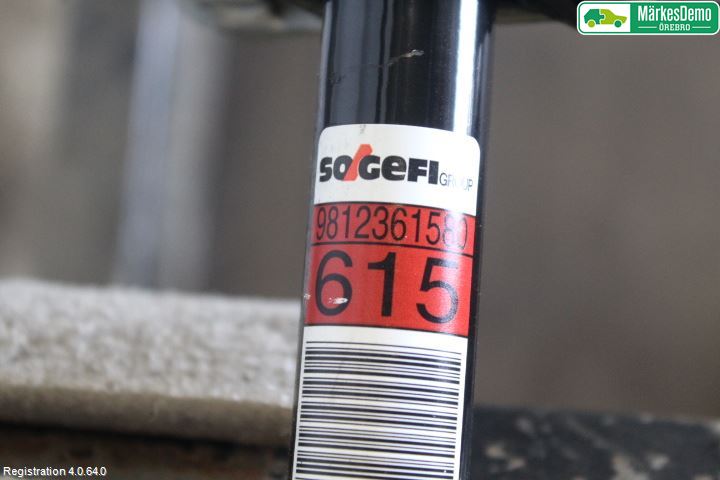 MärkesDemo
ÖREBRO
SOGEFI
GROUP
9812361580
615
Registration 4.0.64.0